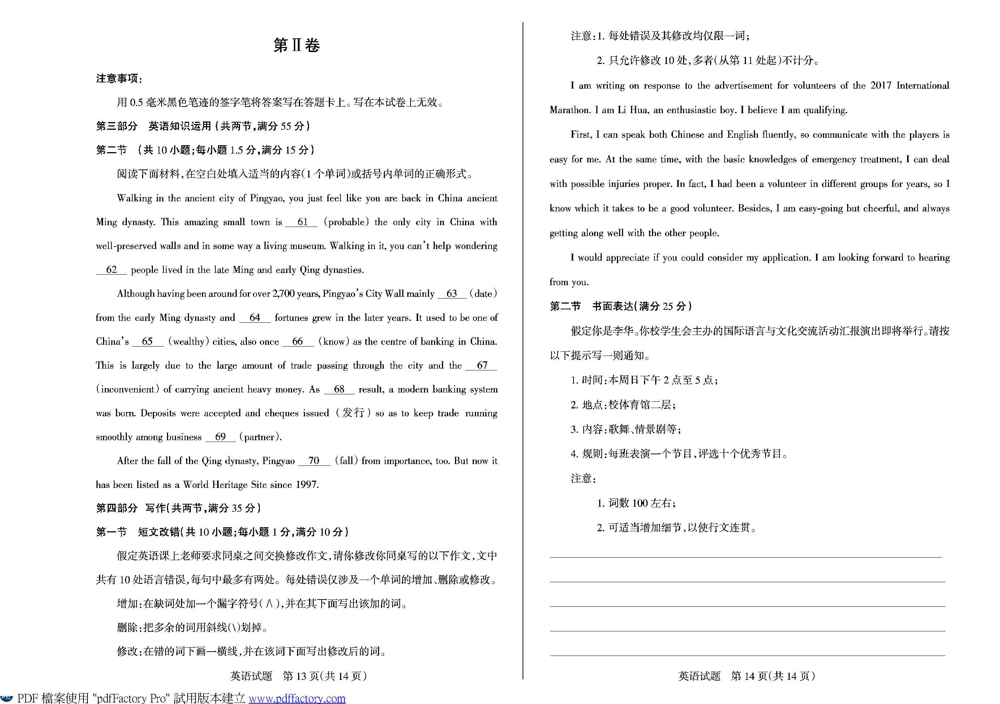 第Ⅱ卷
注意事项:
用 0.5 毫米黑色笔迹的签字笔将答案写在答题卡上。写在本试卷上无效。
第三部分 英语知识运用 (共两节,满分 55 分)
第二节 (共 10 小题;每小题 1.5 分,满分 15 分)
阅读下面材料,在空白处填入适当的内容(1 个单词)或括号内单词的正确形式。
Walking in the ancient city of Pingyao, you just feel like you are back in China ancient
Ming dynasty. This amazing small town is 61 (probable) the only city in China with
well-preserved walls and in some way a living museum. Walking in it, you can't help wondering
62 people lived in the late Ming and early Qing dynasties.
Although having been around for over 2,700 years, Pingyao's City Wall mainly 63 (date)
from the early Ming dynasty and 64 fortunes grew in the later years. It used to be one of
China's 65 (wealthy) cities, also once 66 (know) as the centre of banking in China.
This is largely due to the large amount of trade passing through the city and the 67
(inconvenient) of carrying ancient heavy money. As 68 result, a modern banking system
was born. Deposits were accepted and cheques issued (发行) so as to keep trade running
smoothly among business 69 (partner).
After the fall of the Qing dynasty, Pingyao 70 (fall) from importance, too. But now it
has been listed as a World Heritage Site since 1997.
第四部分 写作(共两节,满分 35 分)
第一节 短文改错(共 10 小题;每小题 1 分,满分 10 分)
假定英语课上老师要求同桌之间交换修改作文,请你修改你同桌写的以下作文,文中
共有 10 处语言错误,每句中最多有两处。每处错误仅涉及一个单词的增加、删除或修改。
增加:在缺词处加一个漏字符号(∧),并在其下面写出该加的词。
删除:把多余的词用斜线(\)划掉。
修改:在错的词下画一横线,并在该词下面写出修改后的词。
英语试题 第 13 页(共 14 页)
注意:1. 每处错误及其修改均仅限一词;
2. 只允许修改 10 处,多者(从第 11 处起)不计分。
I am writing on response to the advertisement for volunteers of the 2017 International
Marathon. I am Li Hua, an enthusiastic boy. I believe I am qualifying.
First, I can speak both Chinese and English fluently, so communicate with the players is
easy for me. At the same time, with the basic knowledges of emergency treatment, I can deal
with possible injuries proper. In fact, I had been a volunteer in different groups for years, so I
know which it takes to be a good volunteer. Besides, I am easy-going but cheerful, and always
getting along well with the other people.
I would appreciate if you could consider my application. I am looking forward to hearing
from you.
第二节 书面表达(满分 25 分)
假定你是李华。你校学生会主办的国际语言与文化交流活动汇报演出即将举行。请按
以下提示写一则通知。
1. 时间:本周日下午 2 点至 5 点;
2. 地点:校体育馆二层;
3. 内容:歌舞、情景剧等;
4. 规则:每班表演一个节目,评选十个优秀节目。
注意:
1. 词数 100 左右;
2. 可适当增加细节,以使行文连贯。
英语试题 第 14 页(共 14 页)
PDF 檔案使用 "pdfFactory Pro" 試用版本建立 www.pdffactory.com